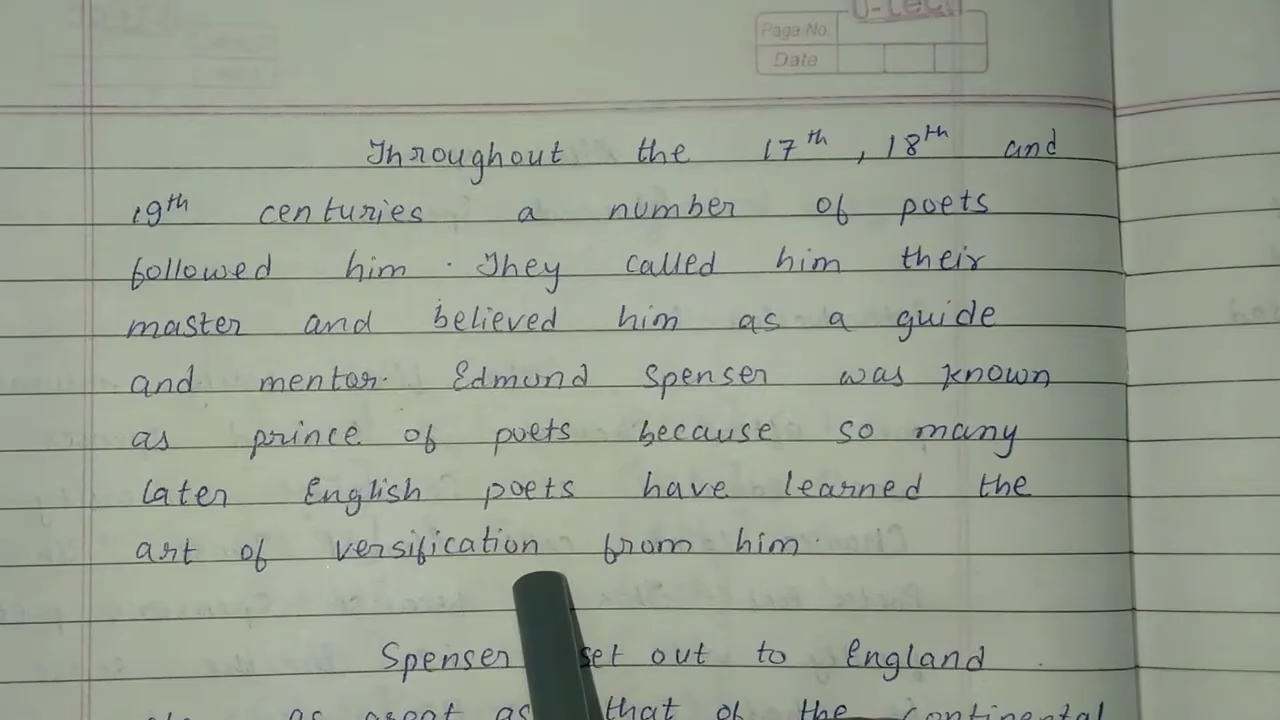 U-Tech
Page No.
Date
Throughout the 17th, 18th and
19th centuries a number of poets
followed him. They called him their
master and believed him as a guide
and mentor. Edmund Spenser was known
as prince of poets because so many
later English poets have learned the
art of versification from him.
Spenser set out to England
as great as that of the continental